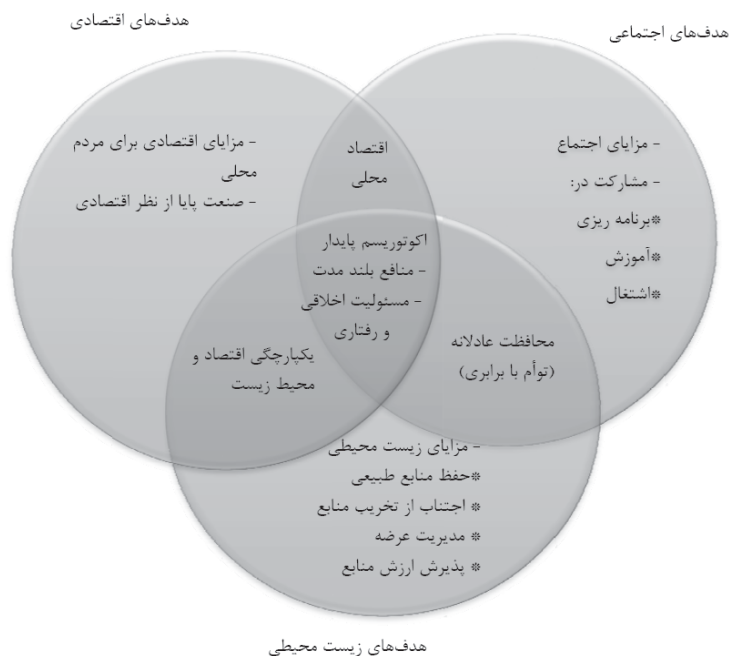 هدف‌های اقتصادی
هدف‌های اجتماعی
- مزایای اجتماع
- مشارکت در:
*برنامه ریزی
*آموزش
*اشتغال
اقتصاد
محلی
- مزایای اقتصادی برای مردم
محلی
- صنعت پایا از نظر اقتصادی
اکوتوریسم پایدار
- منافع بلند مدت
- مسئولیت اخلاقی
و رفتاری
محافظت عادلانه
(توأم با برابری)
یکپارچگی اقتصاد و
محیط زیست
- مزایای زیست محیطی
*حفظ منابع طبیعی
* اجتناب از تخریب منابع
* مدیریت عرضه
* پذیرش ارزش منابع
هدف‌های زیست محیطی